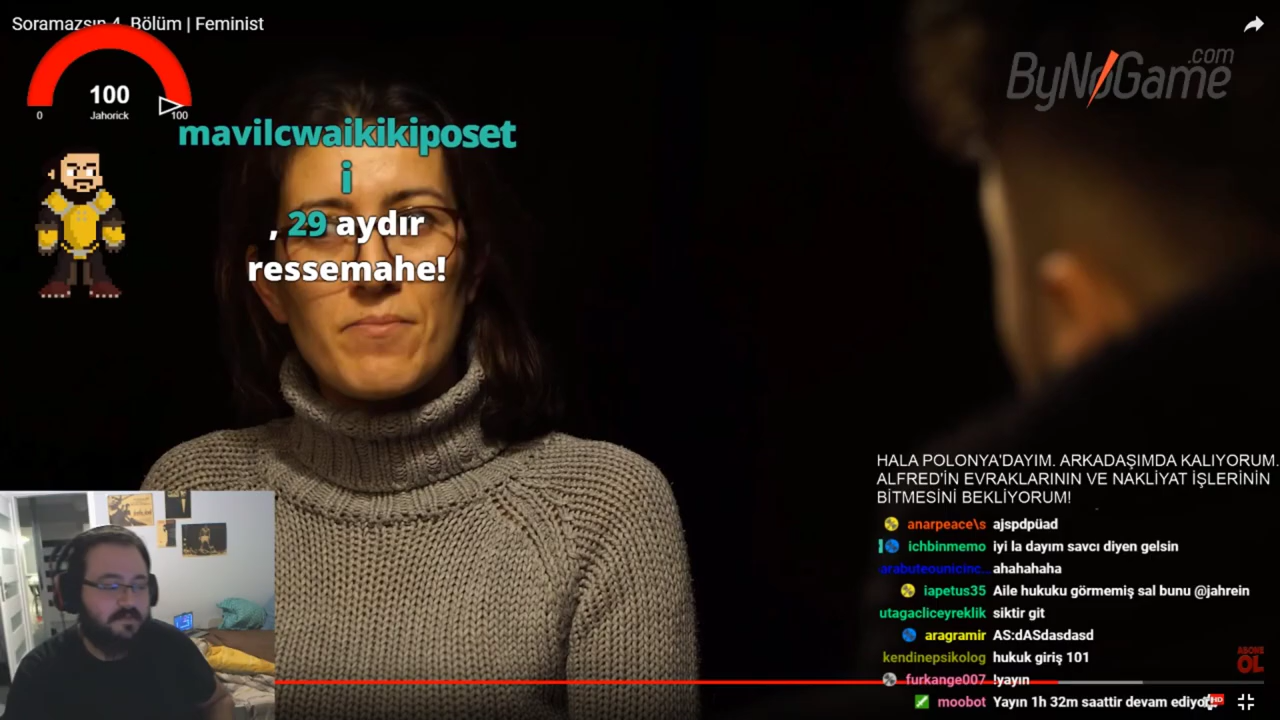 Soramazsın 4. Bölüm | Feminist
ByNoGame.com
100
0
Jahorick
100
mavilcwaikikiposet
i
, 29 aydır
ressemahe!
HALA POLONYA'DAYIM. ARKADAŞIMDA KALIYORUM.
ALFRED'İN EVRAKLARININ VE NAKLİYAT İŞLERİNİN
BİTMESİNİ BEKLİYORUM!
anarpeace\s ajspdpüad
ichbinmemo iyi la dayım savcı diyen gelsin
arabuteounicinc.. ahahahaha
iapetus35 Aile hukuku görmemiş sal bunu @jahrein
utagacliceyreklik siktir git
aragramir AS:dASdasdasd
kendinepsikolog hukuk giriş 101
ABONE
OL
furkange007 !yayın
moobot Yayın 1h 32m saattir devam ediyo
HD